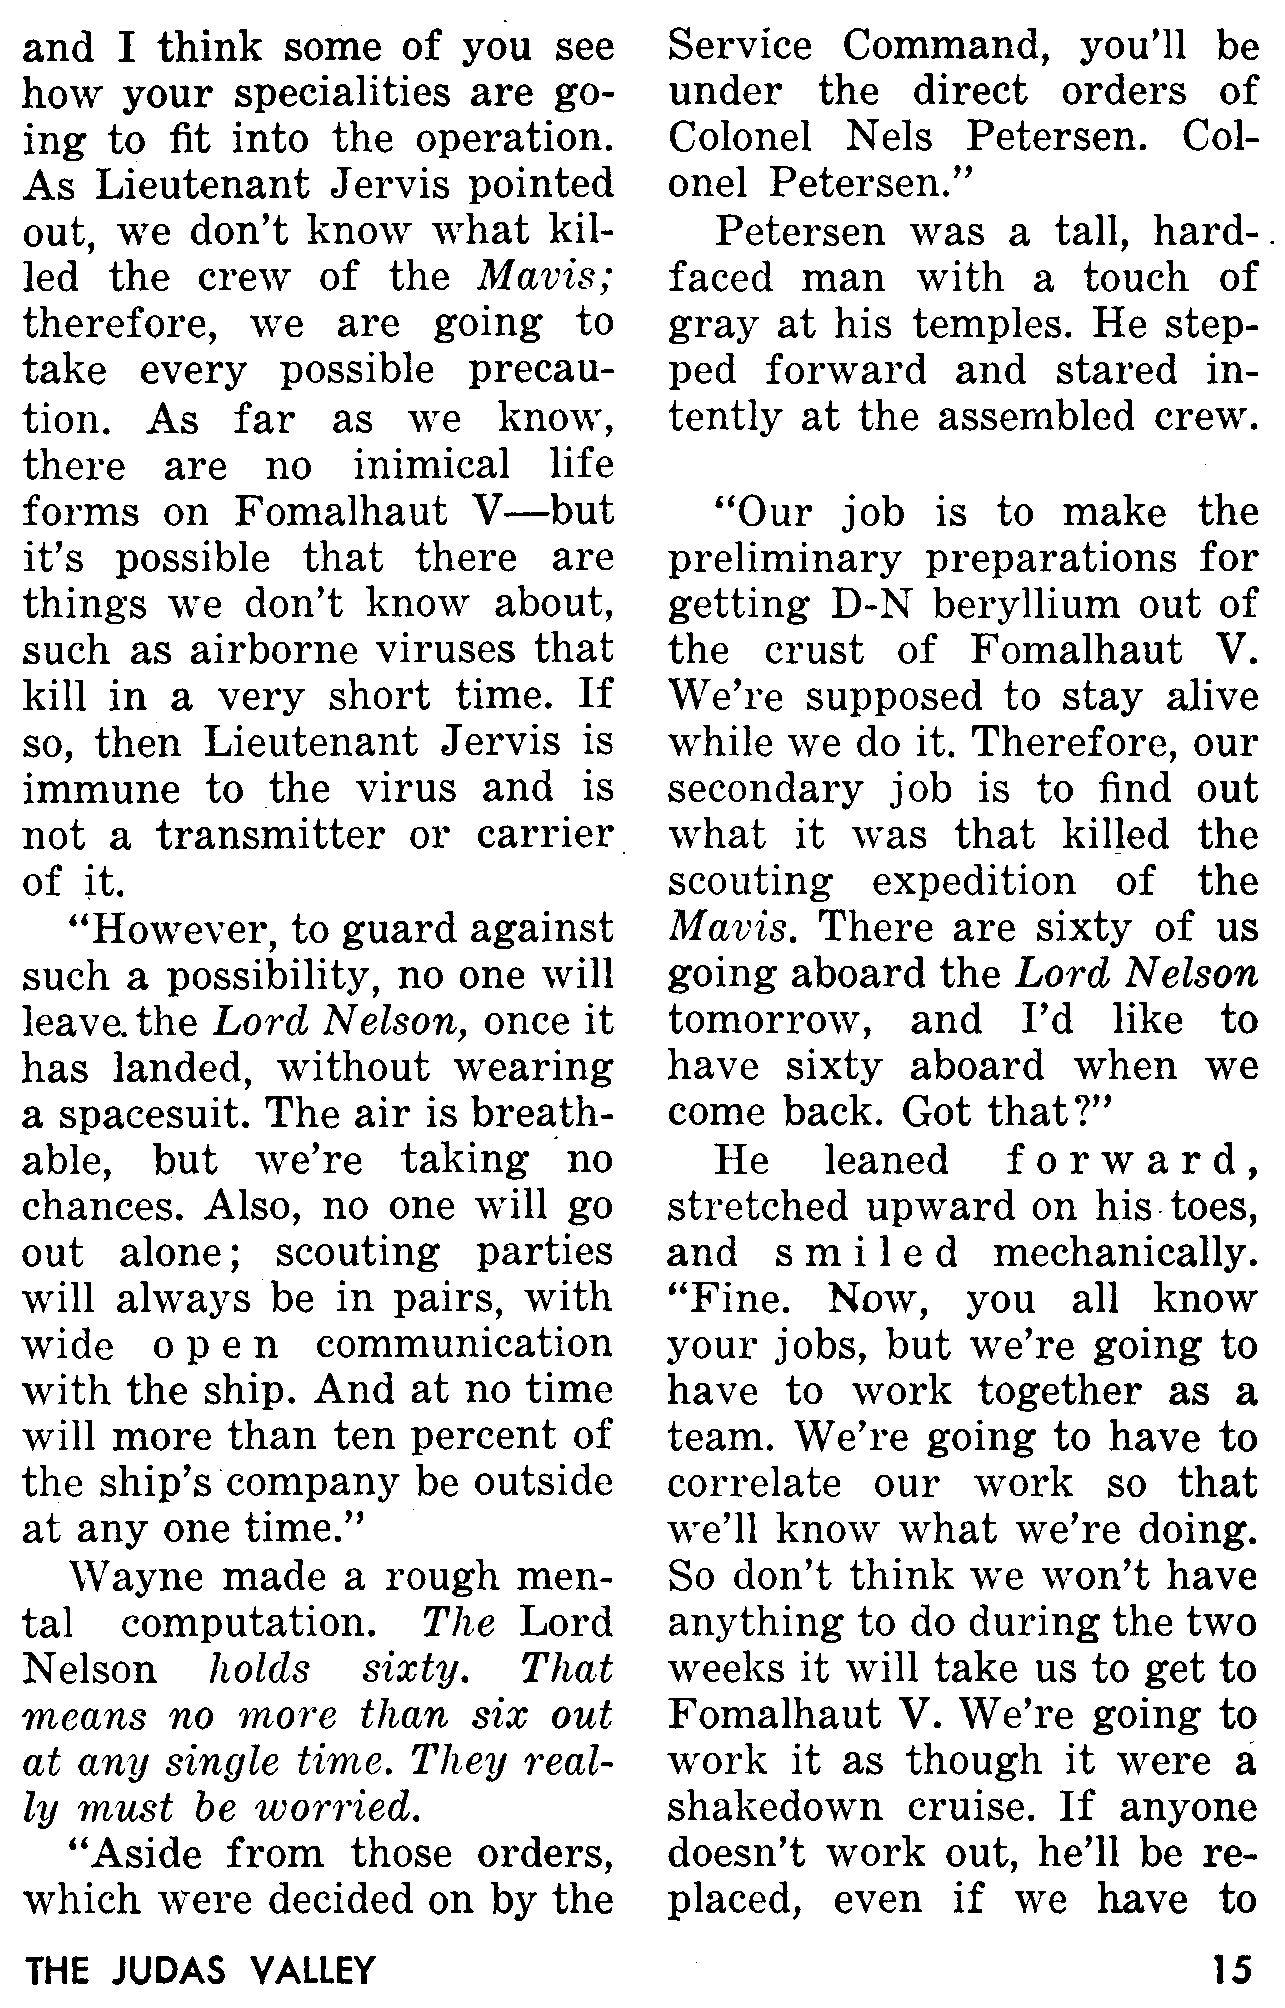 and I think some of you see
how your specialities are go-
ing to fit into the operation.
As Lieutenant Jervis pointed
out, we don't know what kil-
led the crew of the Mavis;
therefore, we are going to
take every possible precau-
tion. As far as we know,
there are no inimical life
forms on Fomalhaut V—but
it's possible that there are
things we don't know about,
such as airborne viruses that
kill in a very short time. If
so, then Lieutenant Jervis is
immune to the virus and is
not a transmitter or carrier
of it.
"However, to guard against
such a possibility, no one will
leave the Lord Nelson, once it
has landed, without wearing
a spacesuit. The air is breath-
able, but we're taking no
chances. Also, no one will go
out alone; scouting parties
will always be in pairs, with
wide open communication
with the ship. And at no time
will more than ten percent of
the ship's company be outside
at any one time."
Wayne made a rough men-
tal computation. The Lord
Nelson holds sixty. That
means no more than six out
at any single time. They real-
ly must be worried.
"Aside from those orders,
which were decided on by the
Service Command, you'll be
under the direct orders of
Colonel Nels Petersen. Col-
onel Petersen."
Petersen was a tall, hard-
faced man with a touch of
gray at his temples. He step-
ped forward and stared in-
tently at the assembled crew.
"Our job is to make the
preliminary preparations for
getting D-N beryllium out of
the crust of Fomalhaut V.
We're supposed to stay alive
while we do it. Therefore, our
secondary job is to find out
what it was that killed the
scouting expedition of the
Mavis. There are sixty of us
going aboard the Lord Nelson
tomorrow, and I'd like to
have sixty aboard when we
come back. Got that?"
He leaned forward,
stretched upward on his toes,
and smiled mechanically.
"Fine. Now, you all know
your jobs, but we're going to
have to work together as a
team. We're going to have to
correlate our work so that
we'll know what we're doing.
So don't think we won't have
anything to do during the two
weeks it will take us to get to
Fomalhaut V. We're going to
work it as though it were a
shakedown cruise. If anyone
doesn't work out, he'll be re-
placed, even if we have to
THE JUDAS VALLEY 15